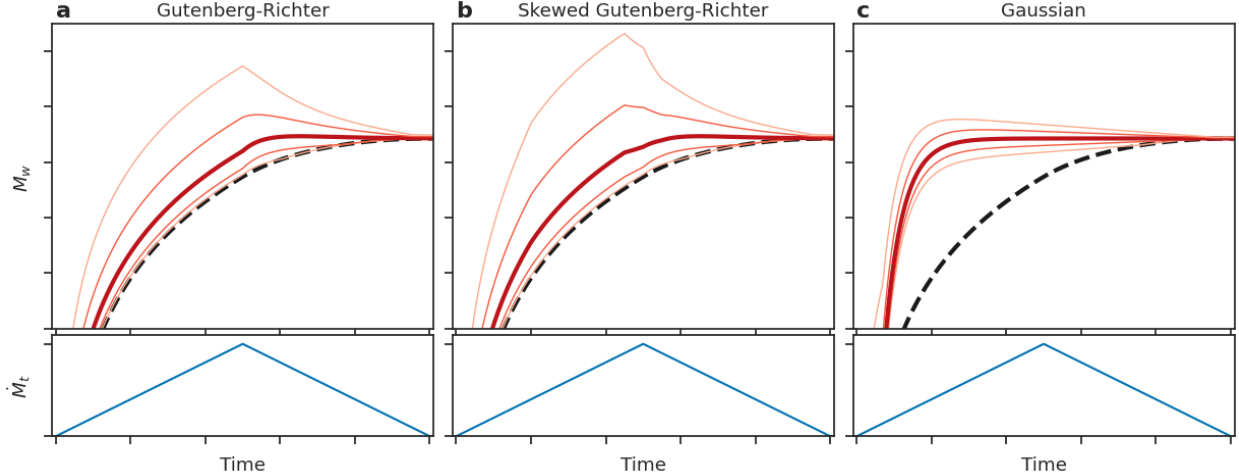 a Gutenberg-Richter
b Skewed Gutenberg-Richter
c Gaussian
M_w
Ṁ_t
Time Time Time